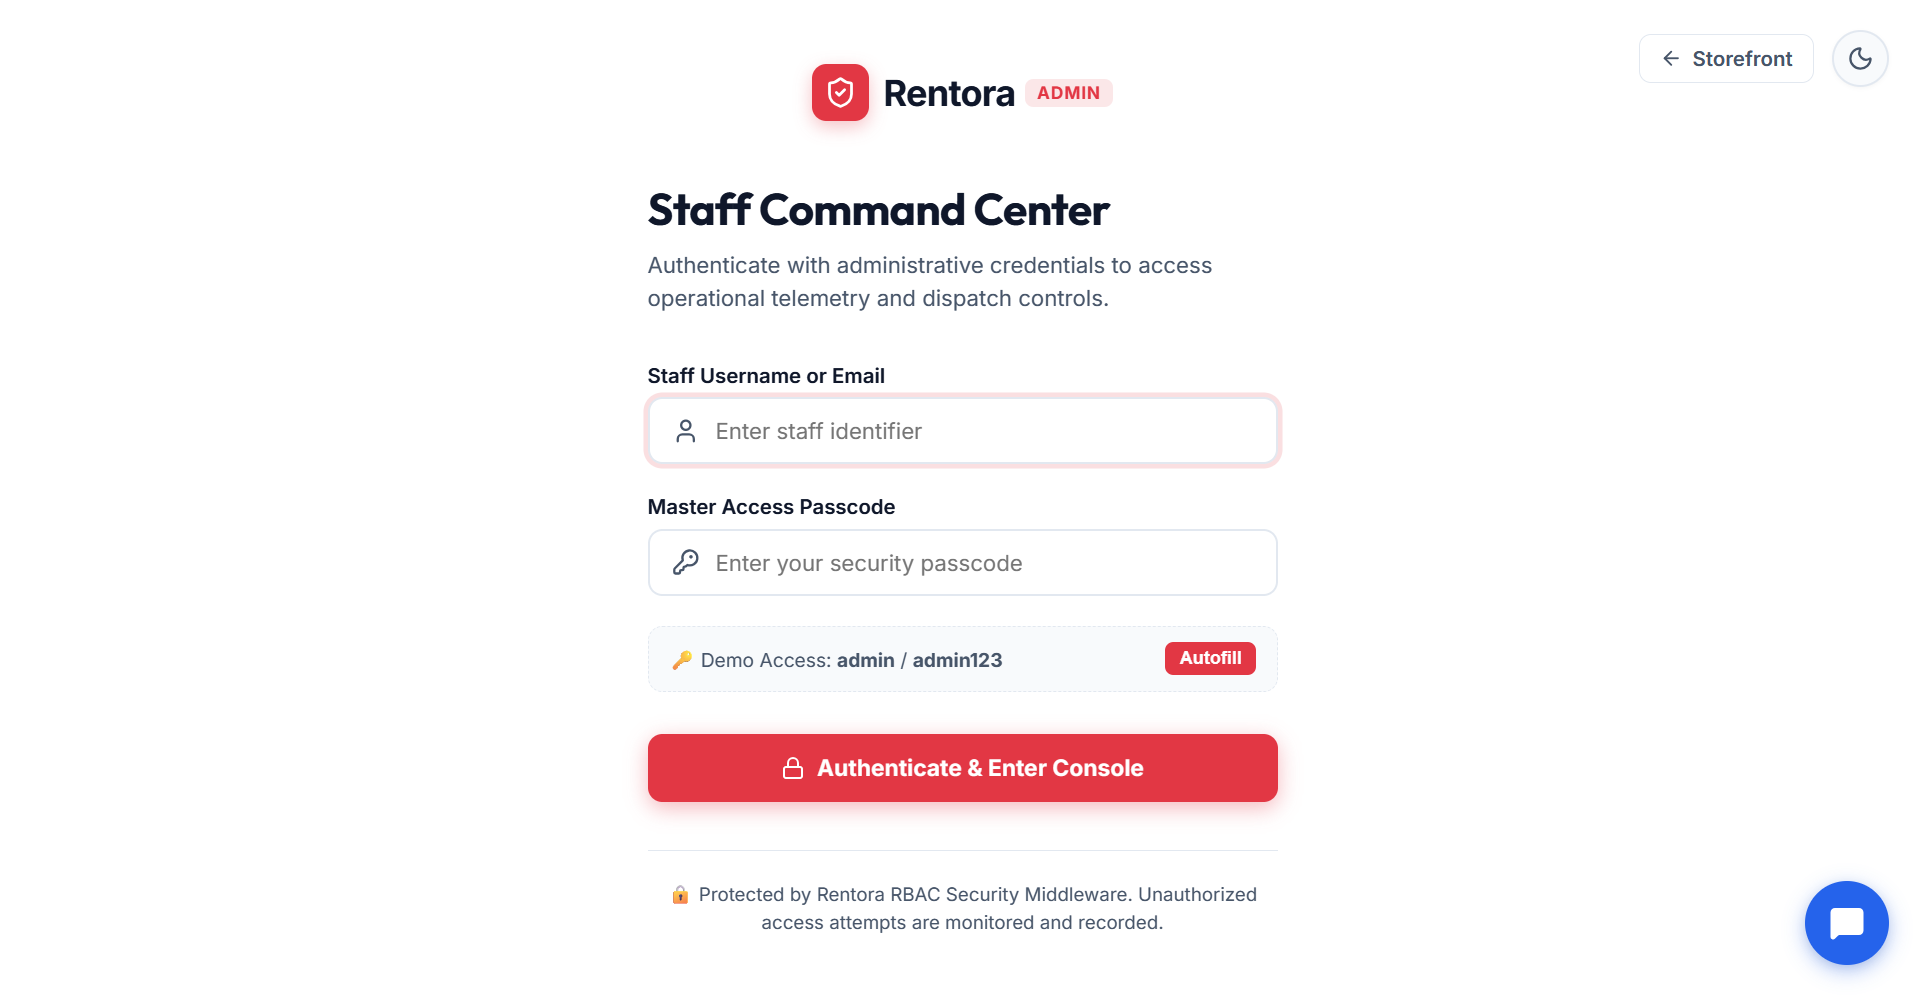 Storefront
Rentora ADMIN
Staff Command Center
Authenticate with administrative credentials to access
operational telemetry and dispatch controls.
Staff Username or Email
Enter staff identifier
Master Access Passcode
Enter your security passcode
🔑 Demo Access: admin / admin123
Autofill
Authenticate & Enter Console
🔒 Protected by Rentora RBAC Security Middleware. Unauthorized
access attempts are monitored and recorded.